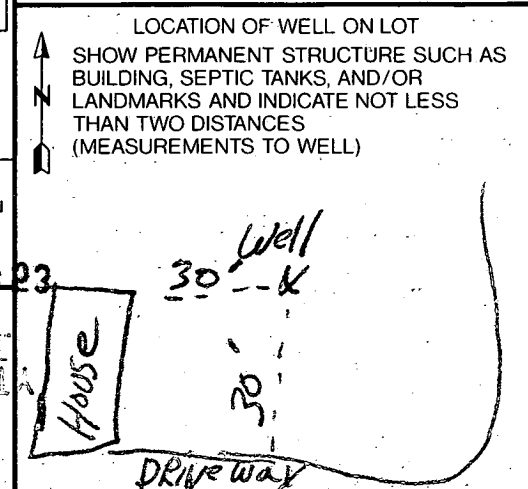 LOCATION OF WELL ON LOT
SHOW PERMANENT STRUCTURE SUCH AS
BUILDING, SEPTIC TANKS, AND/OR
LANDMARKS AND INDICATE NOT LESS
THAN TWO DISTANCES
(MEASUREMENTS TO WELL)
N
Well
30' X
House
30'
DRiveway